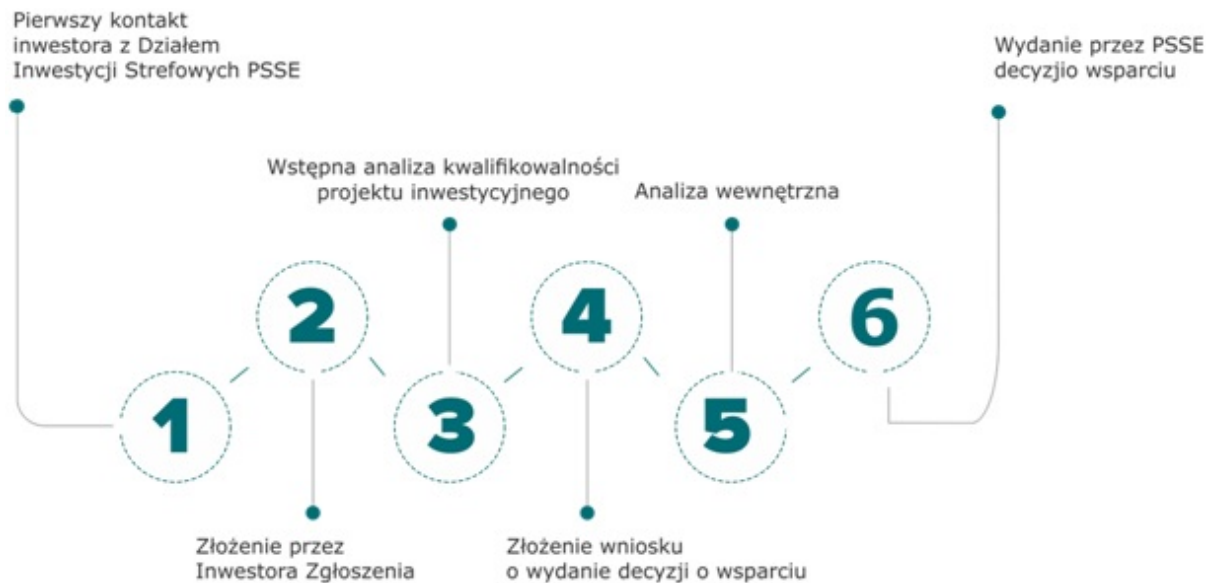 Pierwszy kontakt
inwestora z Działem
Inwestycji Strefowych PSSE
Wydanie przez PSSE
decyzjio wsparciu
Wstępna analiza kwalifikowalności
projektu inwestycyjnego
Analiza wewnętrzna
2
4
6
1
3
5
Złożenie przez
Inwestora Zgłoszenia
Złożenie wniosku
o wydanie decyzji o wsparciu